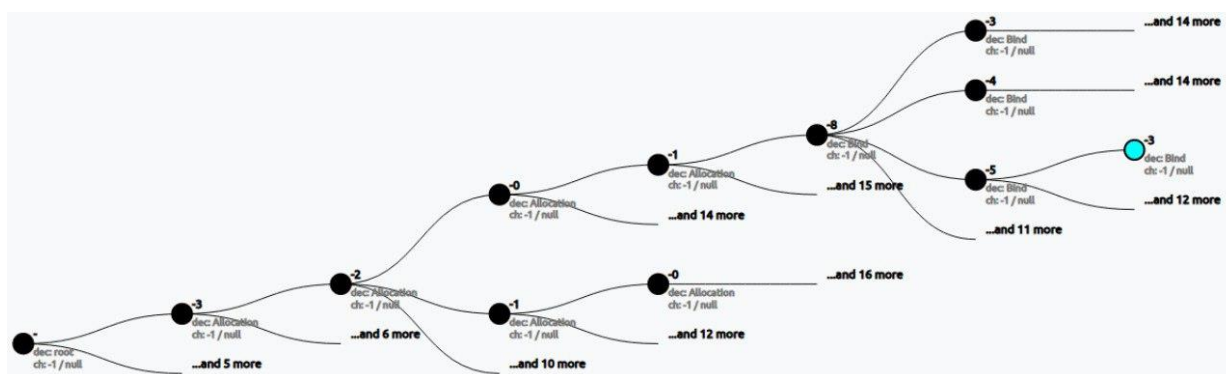 -3
dec: Bind
ch: -1 / null
...and 14 more
-4
dec: Bind
ch: -1 / null
...and 14 more
-8
dec: Bind
ch: -1 / null
-3
dec: Bind
ch: -1 / null
-1
dec: Allocation
ch: -1 / null
-5
dec: Bind
ch: -1 / null
-0
dec: Allocation
ch: -1 / null
...and 15 more
...and 12 more
...and 14 more
...and 11 more
-2
dec: Allocation
ch: -1 / null
-0
dec: Allocation
ch: -1 / null
...and 16 more
-3
dec: Allocation
ch: -1 / null
-1
dec: Allocation
ch: -1 / null
-
dec: root
ch: -1 / null
...and 6 more
...and 12 more
...and 5 more
...and 10 more